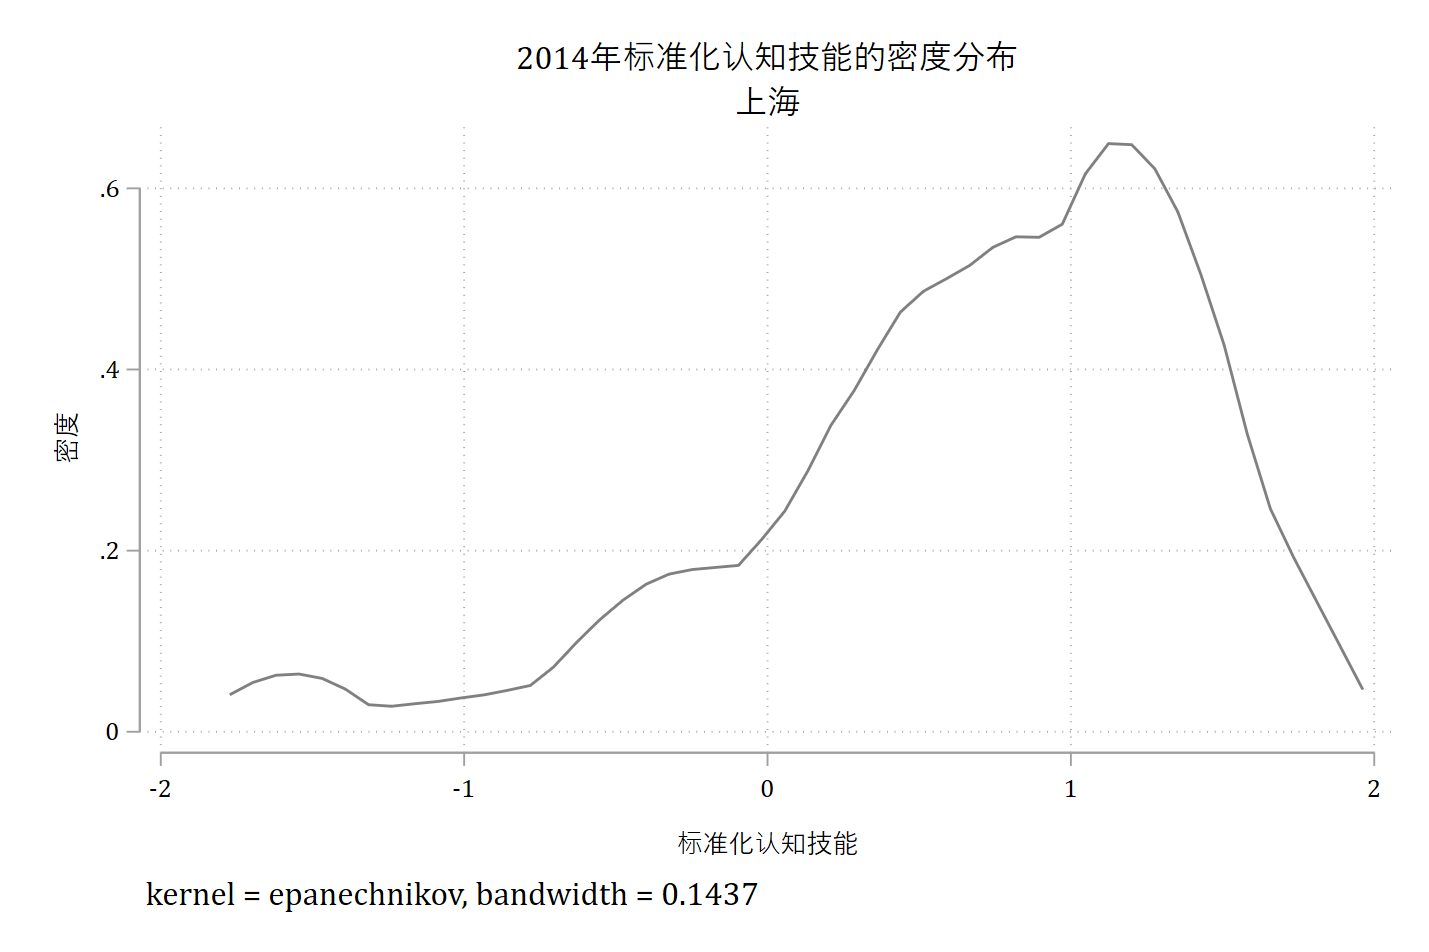 2014年标准化认知技能的密度分布
上海
密度
.6
.4
.2
0
-2
-1
0
1
2
标准化认知技能
kernel = epanechnikov, bandwidth = 0.1437